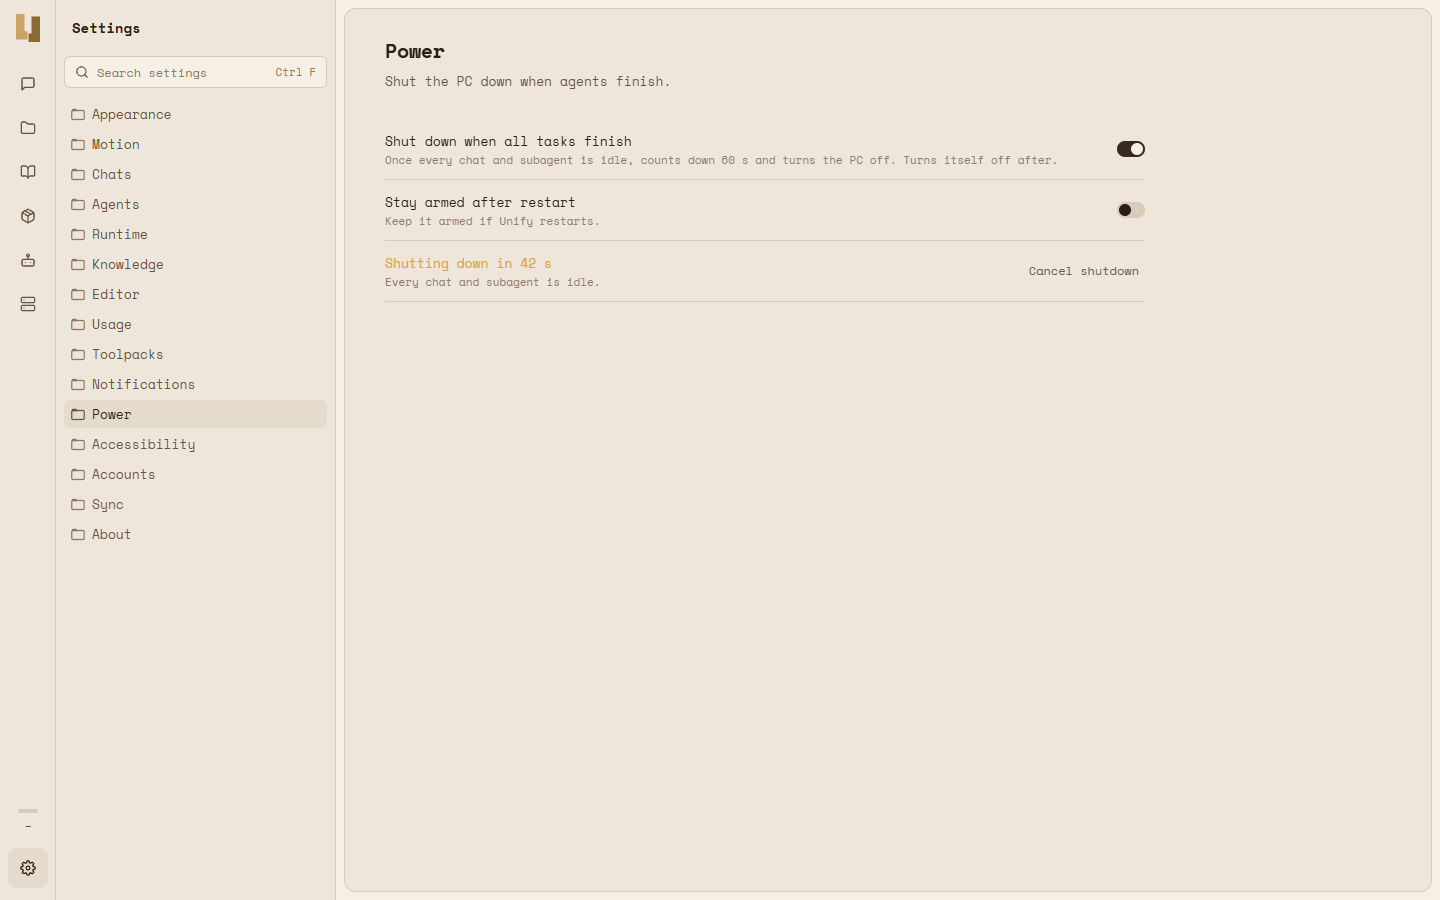 Settings
Search settings
Ctrl F
Appearance
Motion
Chats
Agents
Runtime
Knowledge
Editor
Usage
Toolpacks
Notifications
Power
Accessibility
Accounts
Sync
About
–
Power
Shut the PC down when agents finish.
Shut down when all tasks finish
Once every chat and subagent is idle, counts down 60 s and turns the PC off. Turns itself off after.
Stay armed after restart
Keep it armed if Unify restarts.
Shutting down in 42 s
Every chat and subagent is idle.
Cancel shutdown